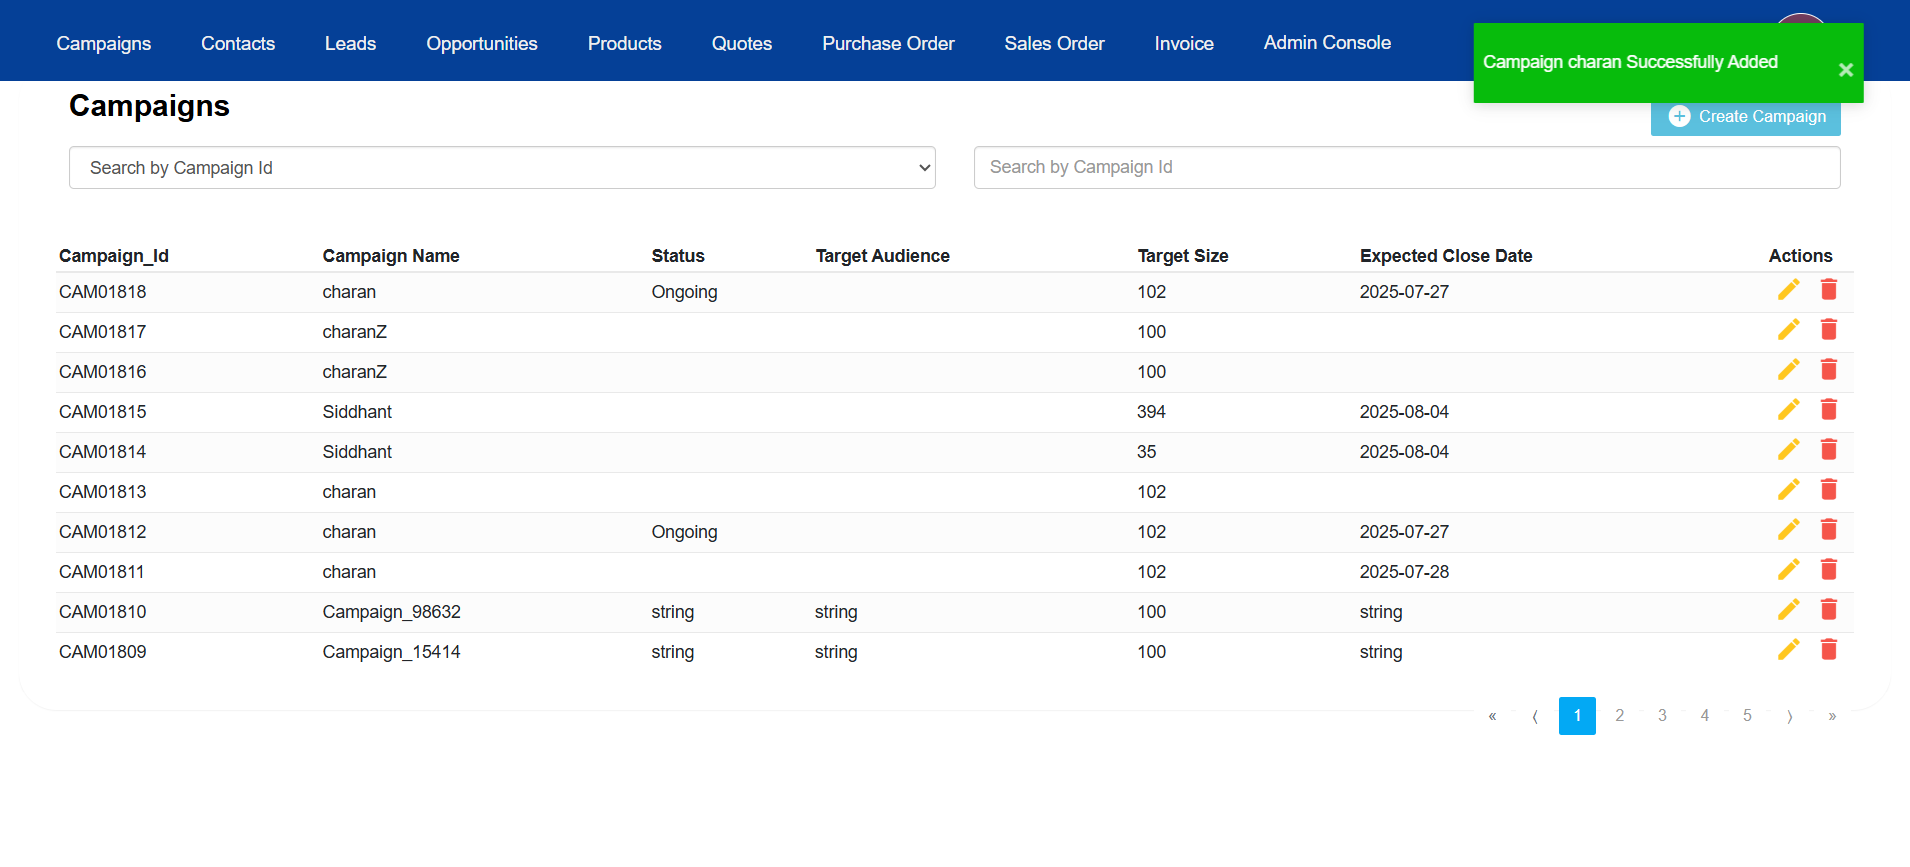 Campaigns Contacts Leads Opportunities Products Quotes Purchase Order Sales Order Invoice Admin Console
Campaign charan Successfully Added ×
Campaigns
Create Campaign
Search by Campaign Id
Search by Campaign Id
Campaign_Id Campaign Name Status Target Audience Target Size Expected Close Date Actions
CAM01818 charan Ongoing 102 2025-07-27
CAM01817 charanZ 100
CAM01816 charanZ 100
CAM01815 Siddhant 394 2025-08-04
CAM01814 Siddhant 35 2025-08-04
CAM01813 charan 102
CAM01812 charan Ongoing 102 2025-07-27
CAM01811 charan 102 2025-07-28
CAM01810 Campaign_98632 string string 100 string
CAM01809 Campaign_15414 string string 100 string
« ⟨ 1 2 3 4 5 ⟩ »